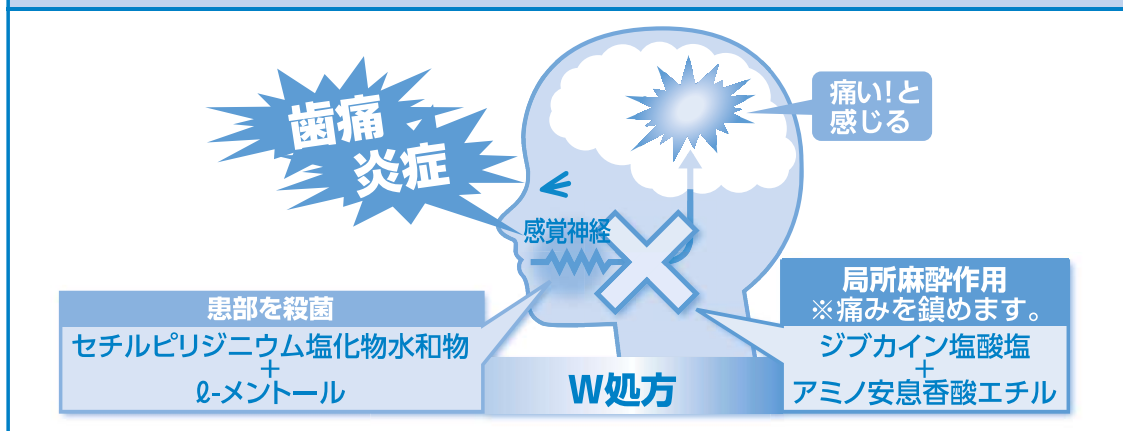 歯痛
炎症
痛い!と
感じる
感覚神経
患部を殺菌
セチルピリジニウム塩化物水和物
+
ℓ-メントール
W処方
局所麻酔作用
※痛みを鎮めます。
ジブカイン塩酸塩
+
アミノ安息香酸エチル